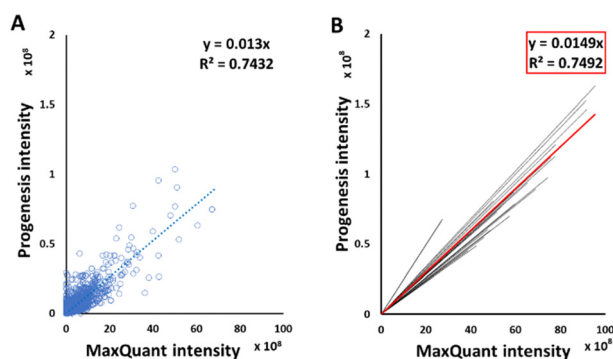 A
y = 0.013x
R² = 0.7432
x 10⁸
2
1.5
1
0.5
0
Progenesis intensity
0 20 40 60 80 100
MaxQuant intensity
x 10⁸
B
y = 0.0149x
R² = 0.7492
x 10⁸
2
1.5
1
0.5
0
Progenesis intensity
0 20 40 60 80 100
MaxQuant intensity
x 10⁸